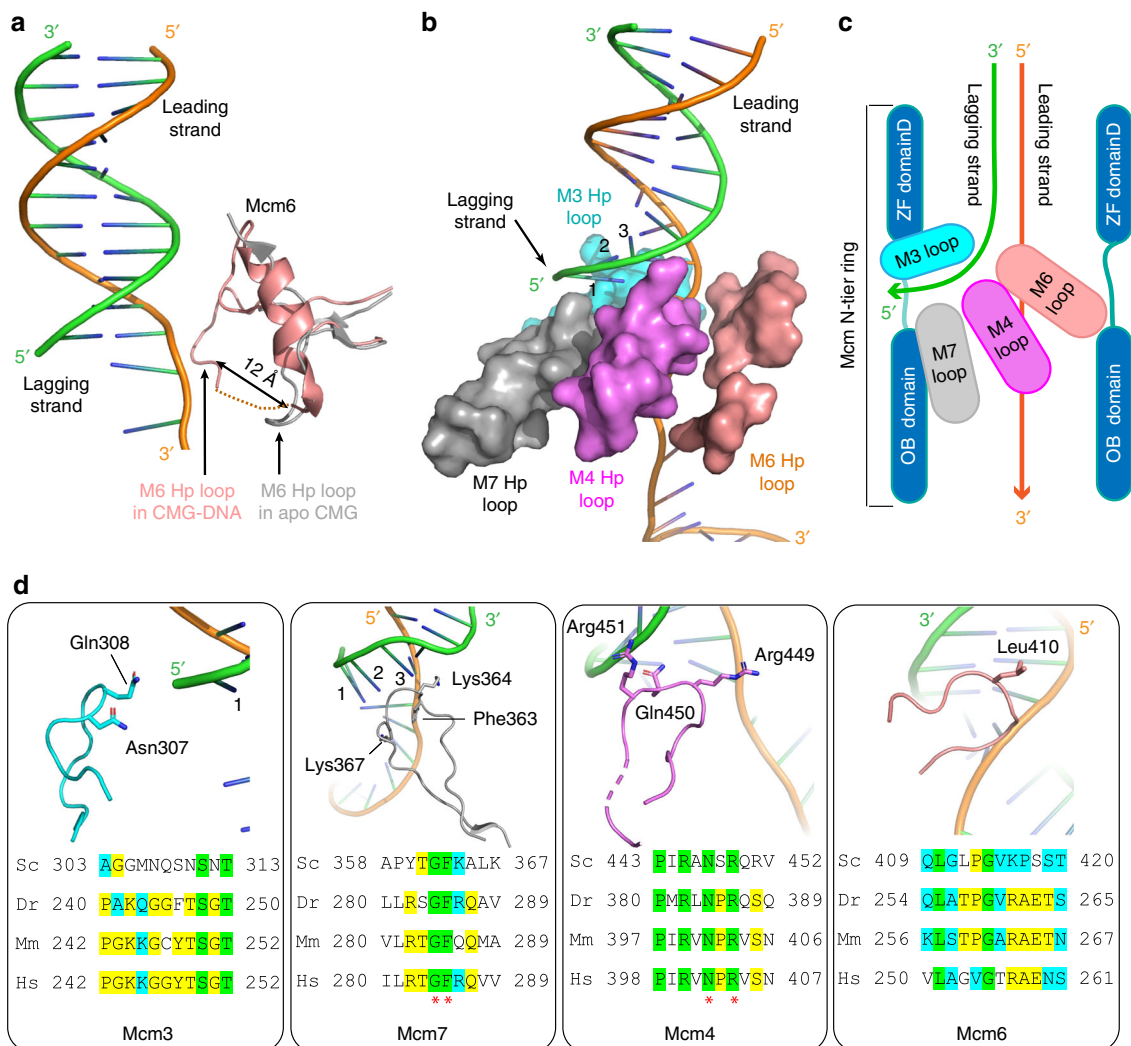 a
3′
5′
Leading
strand
Mcm6
12 Å
5′
Lagging
strand
3′
M6 Hp loop
in CMG-DNA
M6 Hp loop
in apo CMG
b
3′
5′
Leading
strand
Lagging
strand
M3 Hp
loop
2
3
5′
1
M7 Hp
loop
M4 Hp
loop
M6 Hp
loop
3′
c
3′
5′
Mcm N-tier ring
ZF domainD
Lagging strand
Leading strand
ZF domainD
M3 loop
M6
loop
5′
M4
loop
M7
loop
OB domain
OB domain
3′
d
Gln308
5′
1
Asn307
Sc 303 AGGMNQSNSNT 313
Dr 240 PAKQGGFTSGT 250
Mm 242 PGKKGCYTSGT 252
Hs 242 PGKKGGYTSGT 252
Mcm3
5′
3′
1
2
3
Lys364
Phe363
Lys367
Sc 358 APYTGFKALK 367
Dr 280 LLRSGFRQAV 289
Mm 280 VLRTGFQQMA 289
Hs 280 ILRTGFRQVV 289
* *
Mcm7
Arg451
Arg449
Gln450
Sc 443 PIRANSRQRV 452
Dr 380 PMRLNPRQSQ 389
Mm 397 PIRVNPRVSN 406
Hs 398 PIRVNPRVSN 407
* *
Mcm4
3′
5′
Leu410
Sc 409 QLGLPGVKPSST 420
Dr 254 QLATPGVRAETS 265
Mm 256 KLSTPGARAETN 267
Hs 250 VLAGVGTRAENS 261
Mcm6